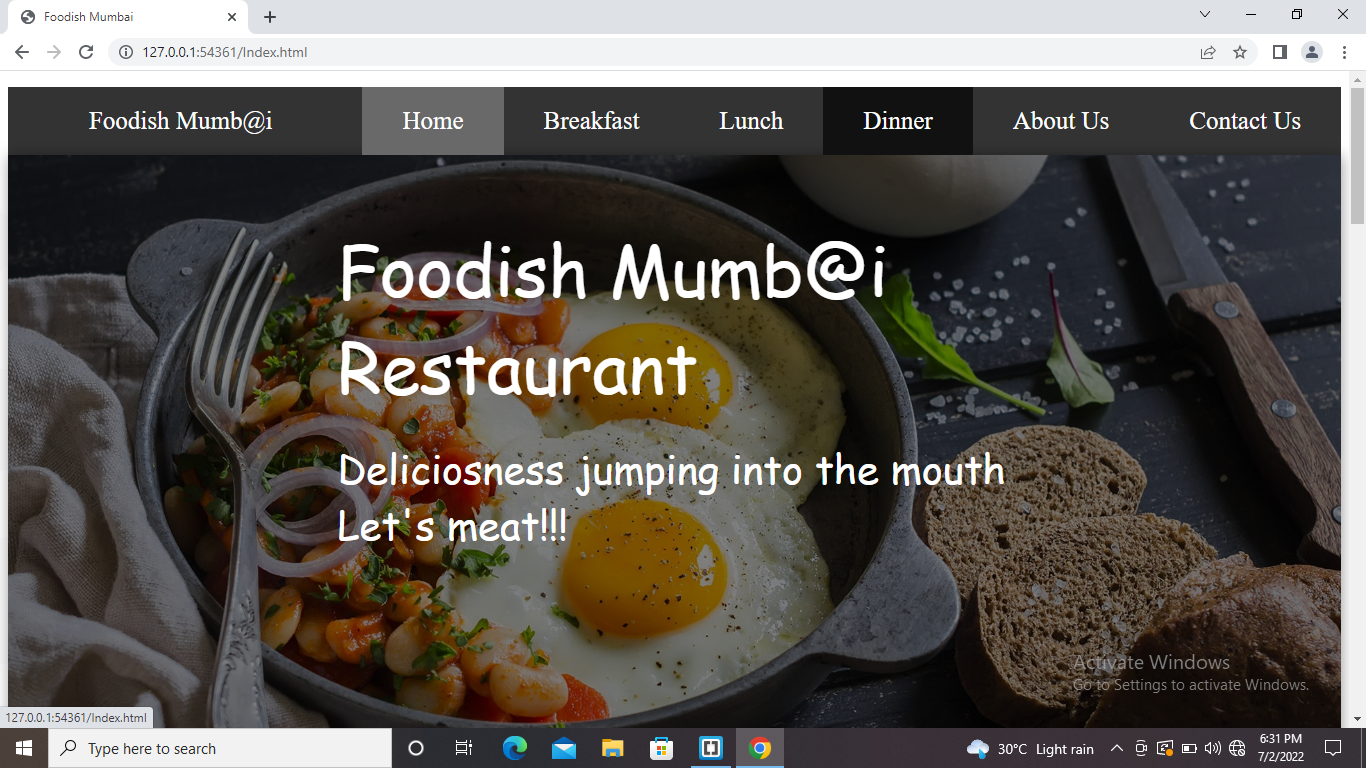 Foodish Mumbai
127.0.0.1:54361/Index.html
Foodish Mumb@i Home Breakfast Lunch Dinner About Us Contact Us
Foodish Mumb@i
Restaurant
Deliciosness jumping into the mouth
Let's meat!!!
Activate Windows
Go to Settings to activate Windows.
127.0.0.1:54361/Index.html
Type here to search
30°C Light rain
6:31 PM
7/2/2022